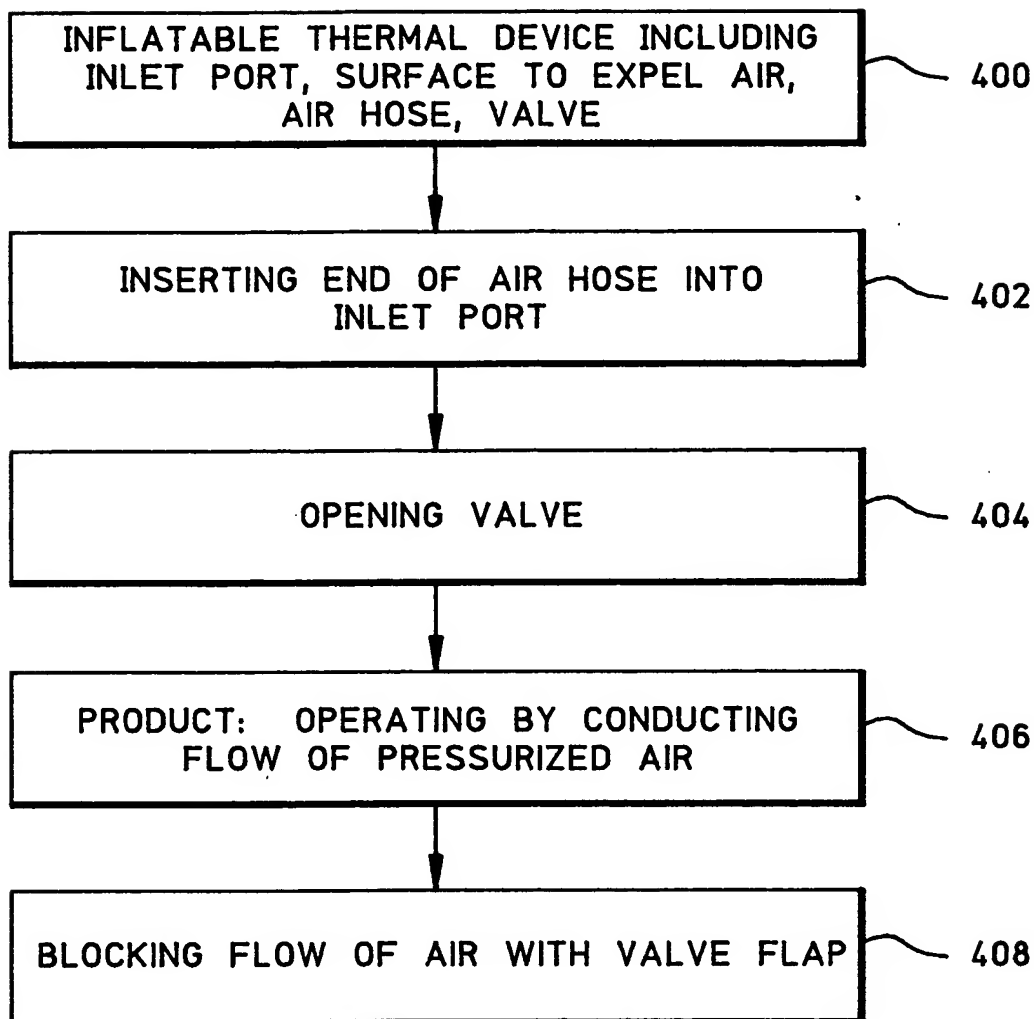 INFLATABLE THERMAL DEVICE INCLUDING
INLET PORT, SURFACE TO EXPEL AIR,
AIR HOSE, VALVE
400
INSERTING END OF AIR HOSE INTO
INLET PORT
402
OPENING VALVE
404
PRODUCT: OPERATING BY CONDUCTING
FLOW OF PRESSURIZED AIR
406
BLOCKING FLOW OF AIR WITH VALVE FLAP
408